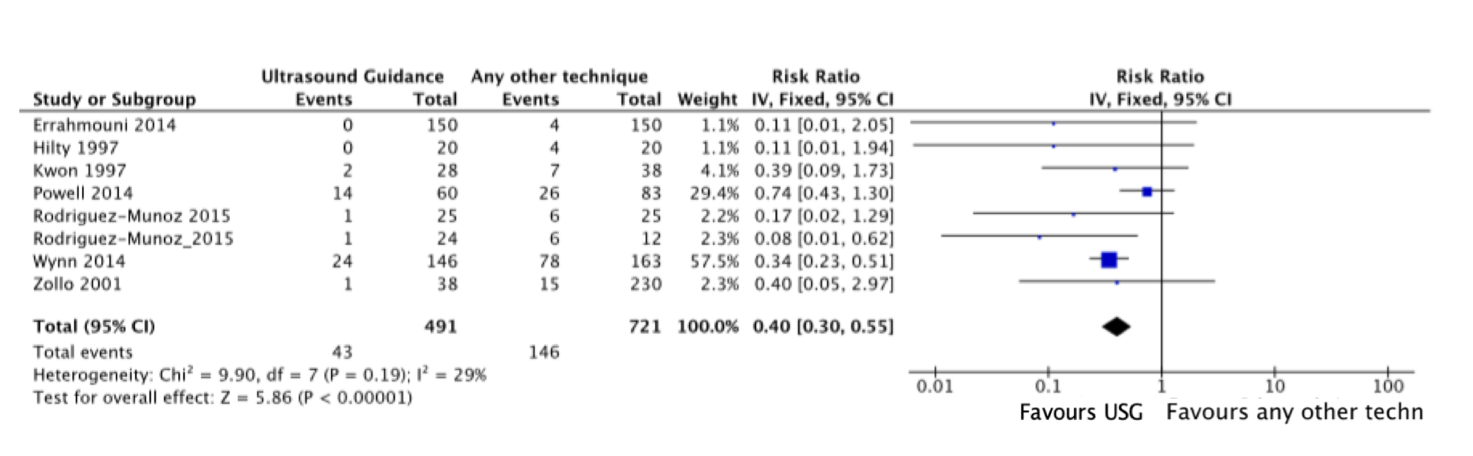 Ultrasound Guidance Any other technique Risk Ratio Risk Ratio
Study or Subgroup Events Total Events Total Weight IV, Fixed, 95% CI IV, Fixed, 95% CI
Errahmouni 2014 0 150 4 150 1.1% 0.11 [0.01, 2.05]
Hilty 1997 0 20 4 20 1.1% 0.11 [0.01, 1.94]
Kwon 1997 2 28 7 38 4.1% 0.39 [0.09, 1.73]
Powell 2014 14 60 26 83 29.4% 0.74 [0.43, 1.30]
Rodriguez-Munoz 2015 1 25 6 25 2.2% 0.17 [0.02, 1.29]
Rodriguez-Munoz_2015 1 24 6 12 2.3% 0.08 [0.01, 0.62]
Wynn 2014 24 146 78 163 57.5% 0.34 [0.23, 0.51]
Zollo 2001 1 38 15 230 2.3% 0.40 [0.05, 2.97]
Total (95% CI) 491 721 100.0% 0.40 [0.30, 0.55]
Total events 43 146
Heterogeneity: Chi² = 9.90, df = 7 (P = 0.19); I² = 29%
Test for overall effect: Z = 5.86 (P < 0.00001)
0.01 0.1 1 10 100
Favours USG Favours any other techn